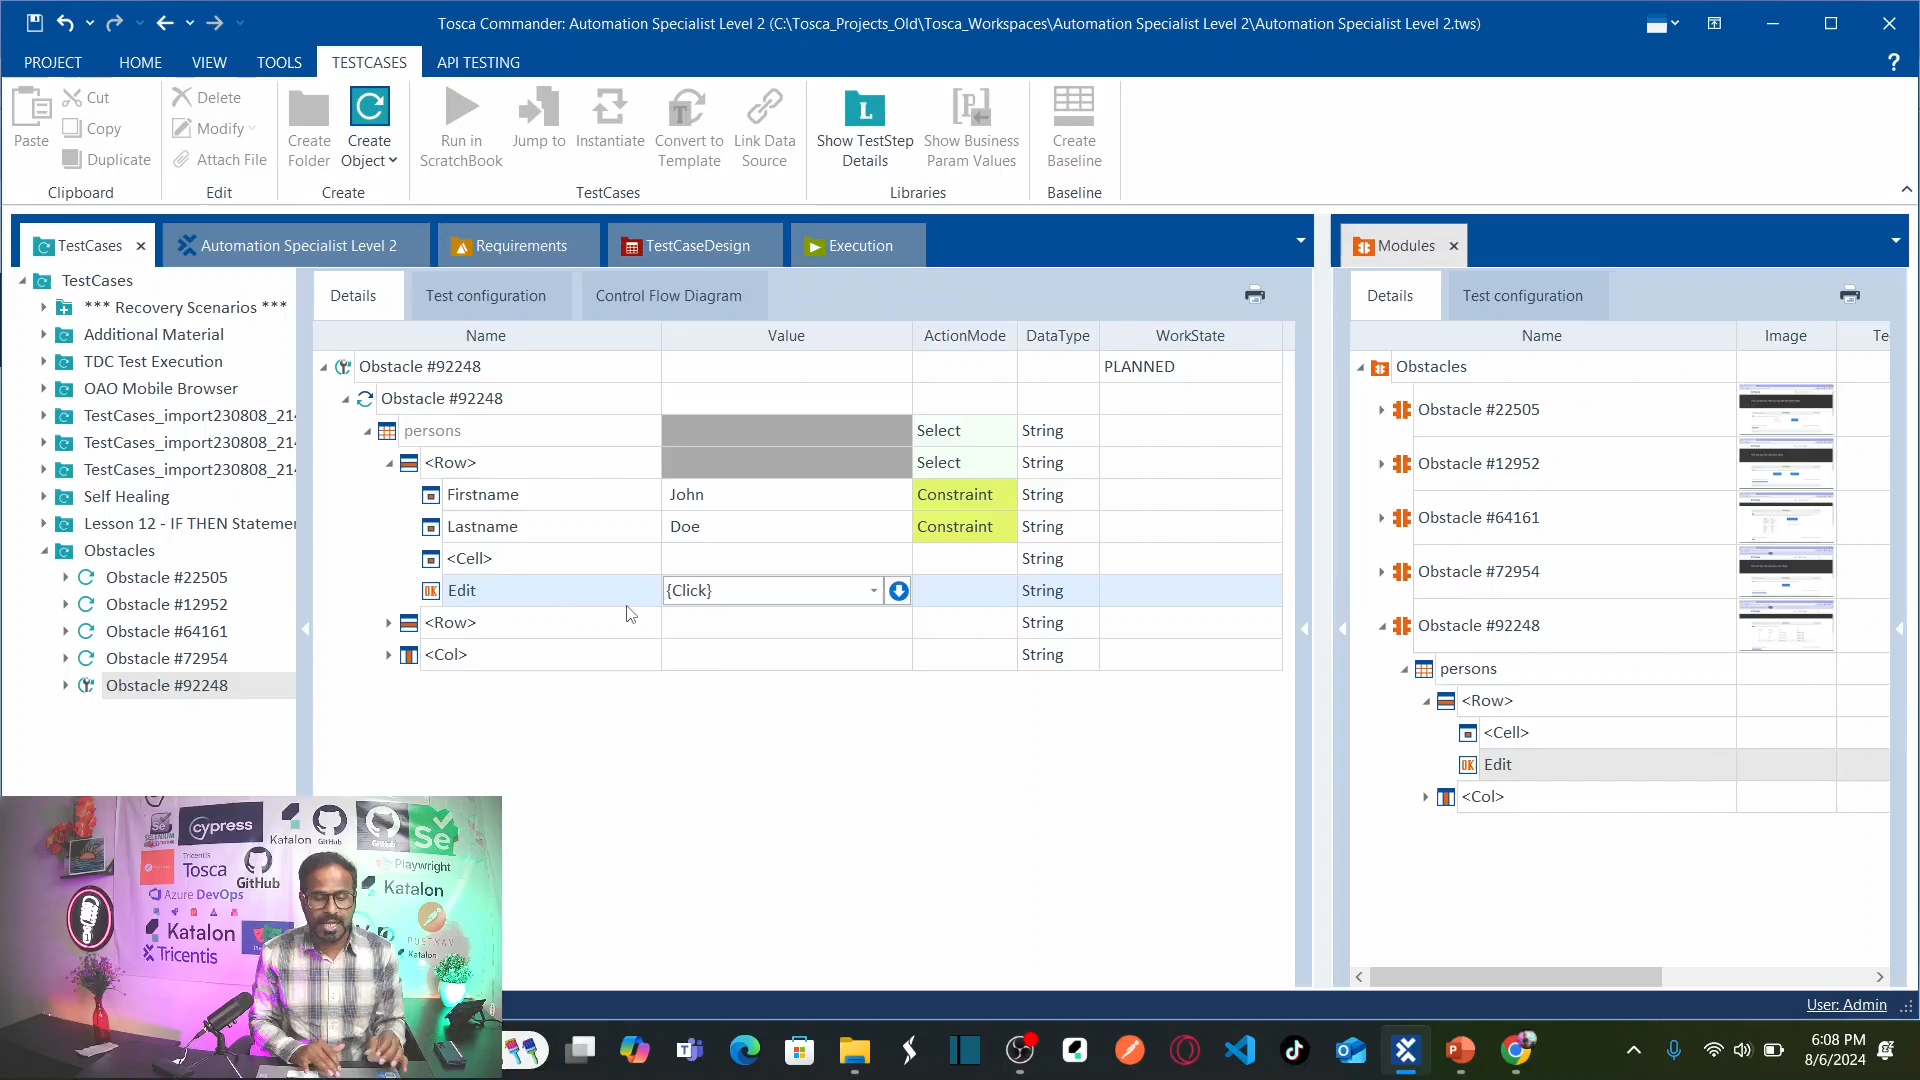 Tosca Commander: Automation Specialist Level 2 (C:\Tosca_Projects_Old\Tosca_Workspaces\Automation Specialist Level 2\Automation Specialist Level 2.tws)
PROJECT HOME VIEW TOOLS TESTCASES API TESTING
?
Paste
Cut
Copy
Duplicate
Clipboard
Delete
Modify
Attach File
Edit
Create Folder
Create Object
Create
Run in ScratchBook
Jump to
Instantiate
Convert to Template
Link Data Source
TestCases
Show TestStep Details
Show Business Param Values
Libraries
Create Baseline
Baseline
TestCases Automation Specialist Level 2 Requirements TestCaseDesign Execution
TestCases
*** Recovery Scenarios ***
Additional Material
TDC Test Execution
OAO Mobile Browser
TestCases_import230808_214
TestCases_import230808_214
TestCases_import230808_214
Self Healing
Lesson 12 - IF THEN Statemen
Obstacles
Obstacle #22505
Obstacle #12952
Obstacle #64161
Obstacle #72954
Obstacle #92248
Details Test configuration Control Flow Diagram
Name Value ActionMode DataType WorkState
Obstacle #92248 PLANNED
Obstacle #92248
persons Select String
<Row> Select String
Firstname John Constraint String
Lastname Doe Constraint String
<Cell> String
Edit {Click} String
<Row> String
<Col> String
Modules
Details Test configuration
Name Image Te
Obstacles
Obstacle #22505
Obstacle #12952
Obstacle #64161
Obstacle #72954
Obstacle #92248
persons
<Row>
<Cell>
Edit
<Col>
cypress
Katalon
GitHub
Se
Tricentis
Tosca
GitHub
Playwright
Katalon
Azure DevOps
Katalon
Tricentis
Katalon
User: Admin
6:08 PM
8/6/2024